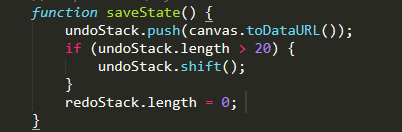 function saveState() {
    undoStack.push(canvas.toDataURL());
    if (undoStack.length > 20) {
        undoStack.shift();
    }
    redoStack.length = 0;
}